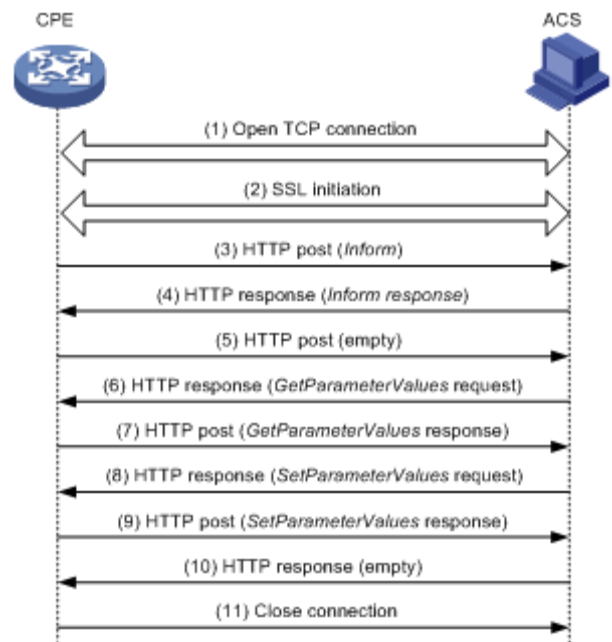 CPE
ACS
(1) Open TCP connection
(2) SSL initiation
(3) HTTP post (Inform)
(4) HTTP response (Inform response)
(5) HTTP post (empty)
(6) HTTP response (GetParameterValues request)
(7) HTTP post (GetParameterValues response)
(8) HTTP response (SetParameterValues request)
(9) HTTP post (SetParameterValues response)
(10) HTTP response (empty)
(11) Close connection